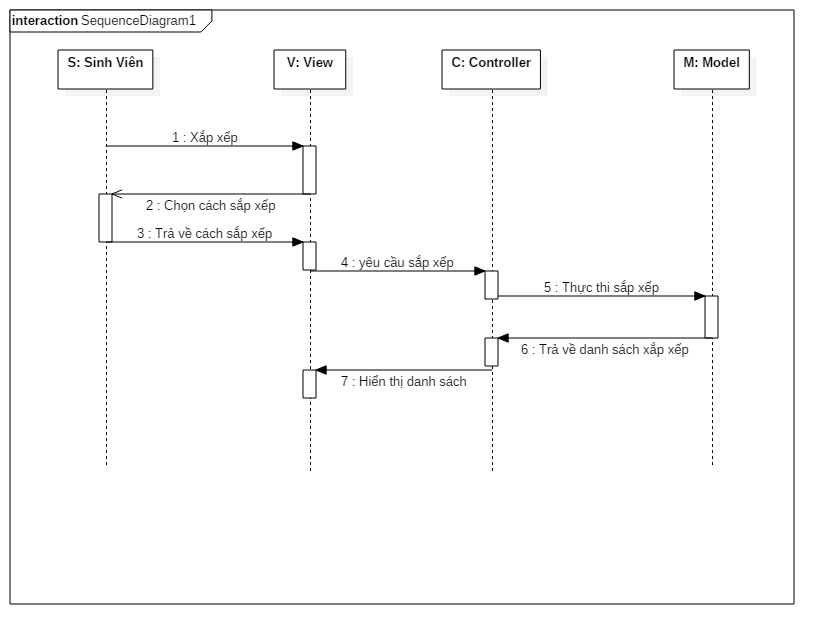 interaction SequenceDiagram1
S: Sinh Viên
V: View
C: Controller
M: Model
1 : Xắp xếp
2 : Chọn cách sắp xếp
3 : Trả về cách sắp xếp
4 : yêu cầu sắp xếp
5 : Thực thi sắp xếp
6 : Trả về danh sách xắp xếp
7 : Hiển thị danh sách